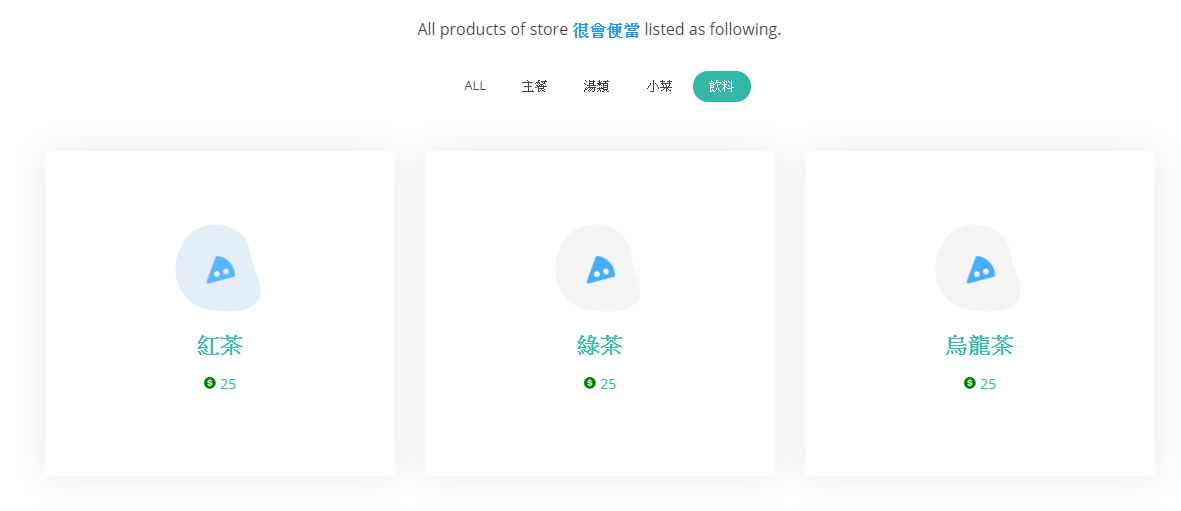 All products of store 很會便當 listed as following.
ALL 主餐 湯類 小菜 飲料
紅茶 綠茶 烏龍茶
$ 25 $ 25 $ 25